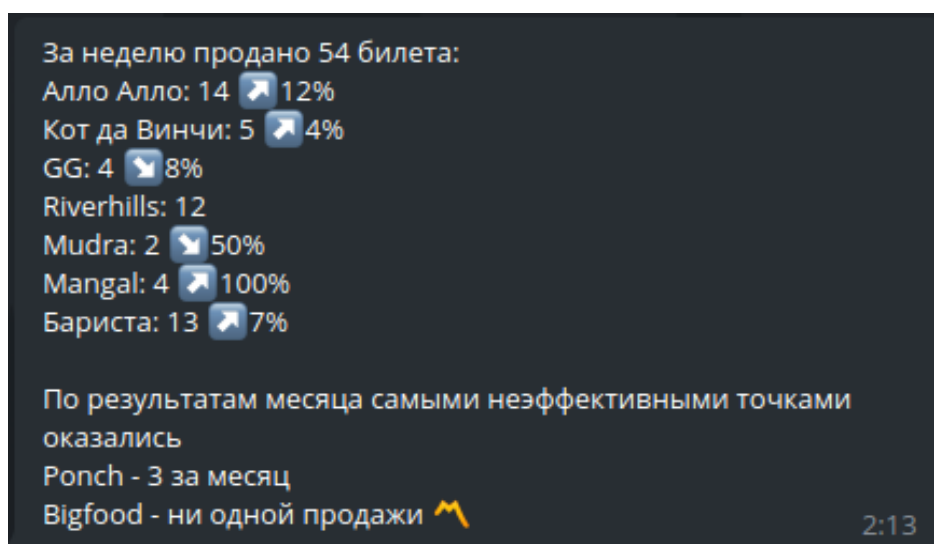 За неделю продано 54 билета:
Алло Алло: 14 ↗️12%
Кот да Винчи: 5 ↗️4%
GG: 4 ↘️8%
Riverhills: 12
Mudra: 2 ↘️50%
Mangal: 4 ↗️100%
Бариста: 13 ↗️7%
По результатам месяца самыми неэффективными точками
оказались
Ponch - 3 за месяц
Bigfood - ни одной продажи 〽️
2:13